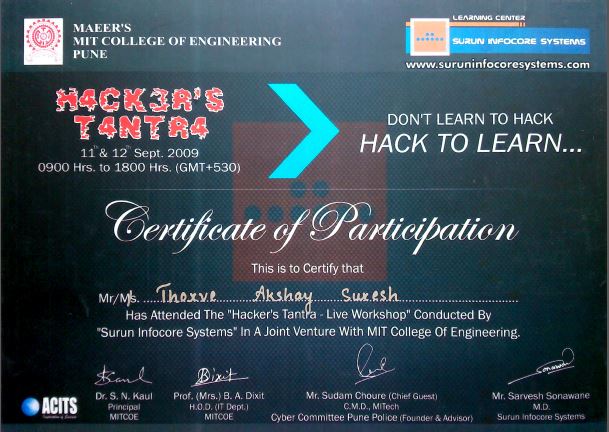 MAEER'S
MIT COLLEGE OF ENGINEERING
PUNE
LEARNING CENTER
SURUN INFOCORE SYSTEMS
www.suruninfocoresystems.com
H4CK3R'S
T4NTR4
11th & 12th Sept. 2009
0900 Hrs. to 1800 Hrs. (GMT+530)
DON'T LEARN TO HACK
HACK TO LEARN...
Certificate of Participation
This is to Certify that
Mr/Ms. Thorve Akshay Suresh
Has Attended The "Hacker's Tantra - Live Workshop" Conducted By
"Surun Infocore Systems" In A Joint Venture With MIT College Of Engineering.
ACITS
Dr. S. N. Kaul
Principal
MITCOE
Prof. (Mrs.) B. A. Dixit
H.O.D. (IT Dept.)
MITCOE
Mr. Sudam Choure (Chief Guest)
C.M.D., MiTech
Cyber Committee Pune Police (Founder & Advisor)
Mr. Sarvesh Sonawane
M.D.
Surun Infocore Systems